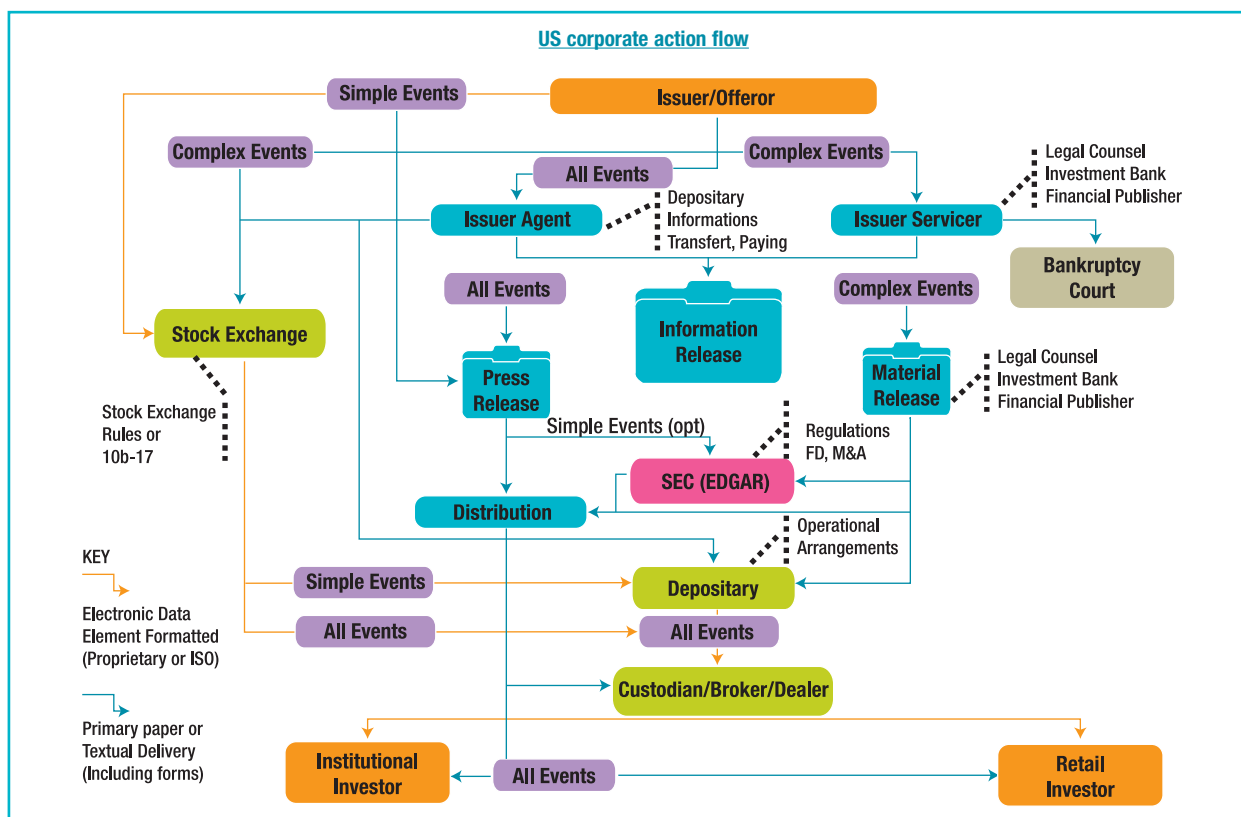 US corporate action flow
Simple Events
Issuer/Offeror
Complex Events
Complex Events
All Events
Legal Counsel
Investment Bank
Financial Publisher
Issuer Agent
Depositary
Informations
Transfert, Paying
Issuer Servicer
Bankruptcy
Court
All Events
Complex Events
Stock Exchange
Information
Release
Press
Release
Material
Release
Legal Counsel
Investment Bank
Financial Publisher
Stock Exchange
Rules or
10b-17
Simple Events (opt)
Regulations
FD, M&A
SEC (EDGAR)
Distribution
Operational
Arrangements
KEY
Simple Events
Depositary
Electronic Data
Element Formatted
(Proprietary or ISO)
All Events
All Events
Custodian/Broker/Dealer
Primary paper or
Textual Delivery
(Including forms)
Institutional
Investor
All Events
Retail
Investor